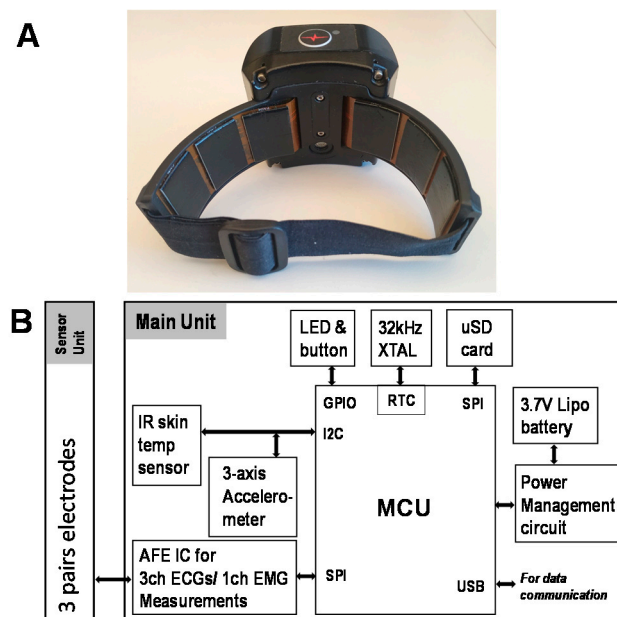 A
B
Sensor
Unit
3 pairs electrodes
Main Unit
LED &
button
32kHz
XTAL
uSD
card
GPIO
RTC
SPI
IR skin
temp
sensor
I2C
3.7V Lipo
battery
3-axis
Accelero-
meter
MCU
Power
Management
circuit
AFE IC for
3ch ECGs/ 1ch EMG
Measurements
SPI
USB
For data
communication